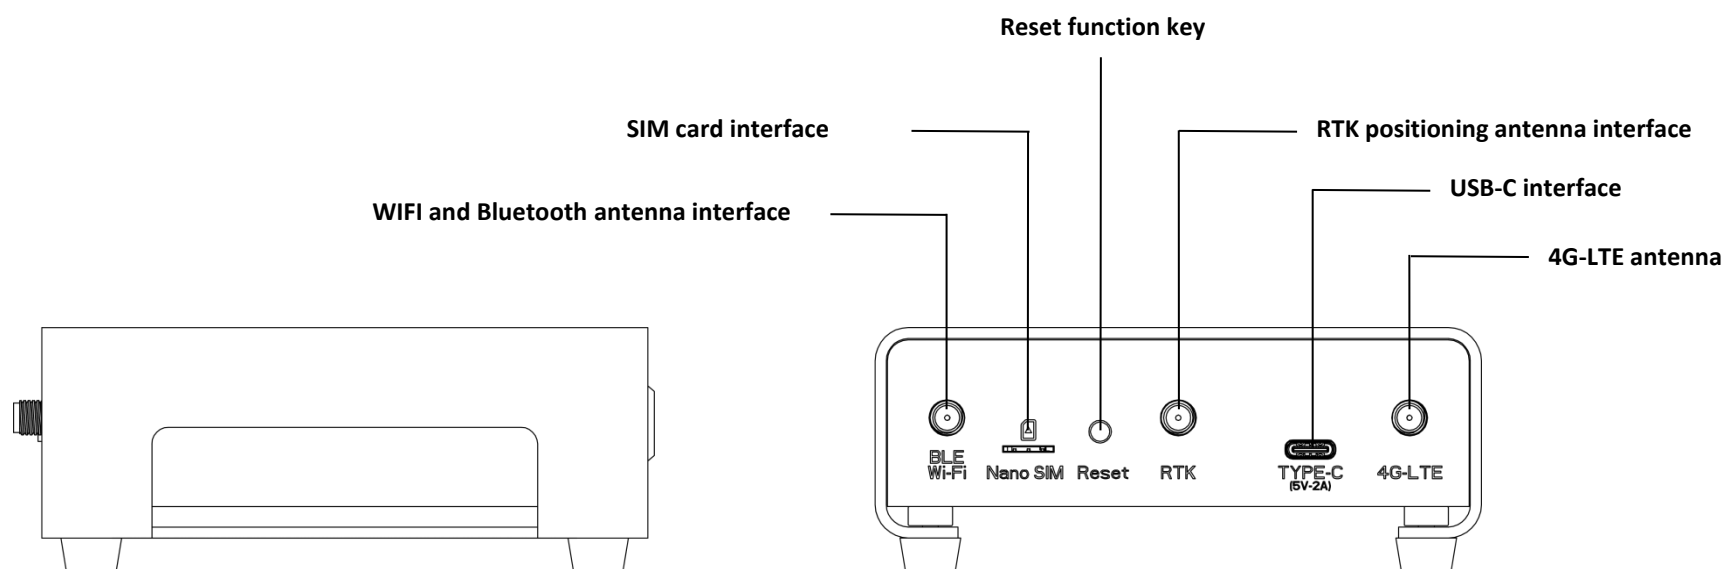 Reset function key
SIM card interface
RTK positioning antenna interface
USB-C interface
WIFI and Bluetooth antenna interface
4G-LTE antenna
BLE
Wi-Fi
Nano SIM
Reset
RTK
TYPE-C
(5V-2A)
4G-LTE